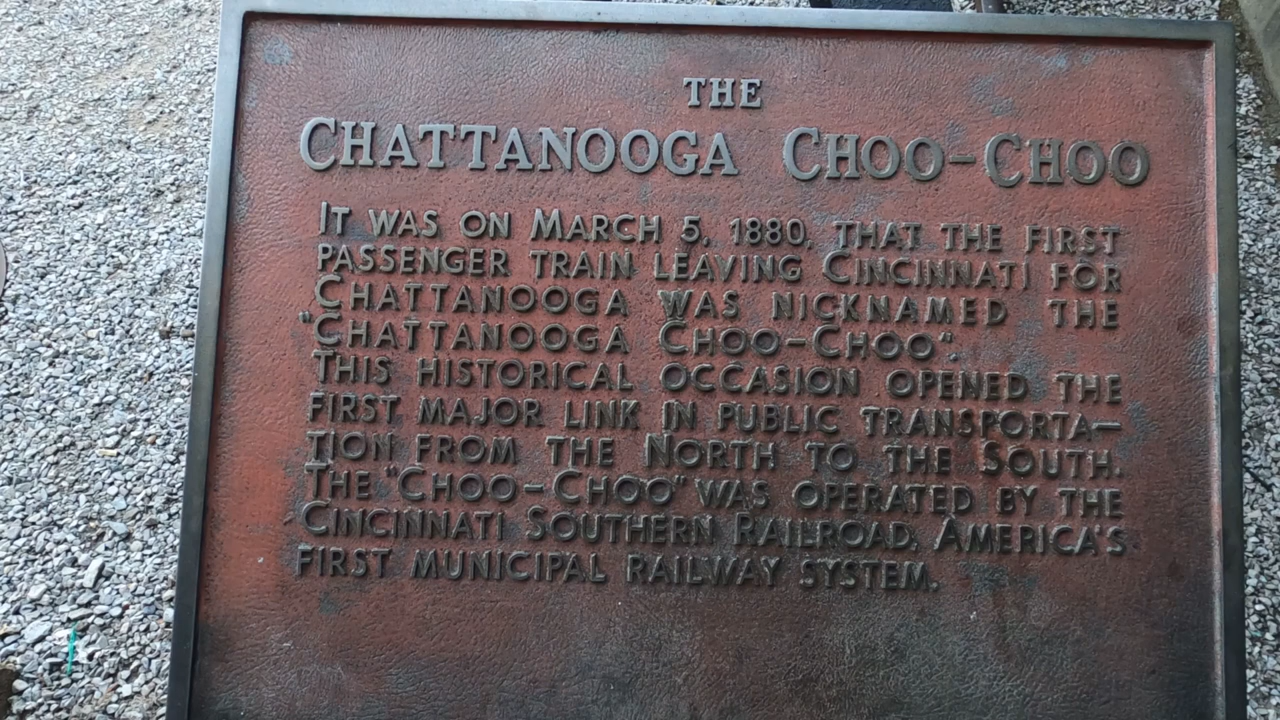 THE
CHATTANOOGA CHOO-CHOO
IT WAS ON MARCH 5, 1880, THAT THE FIRST
PASSENGER TRAIN LEAVING CINCINNATI FOR
CHATTANOOGA WAS NICKNAMED THE
"CHATTANOOGA CHOO-CHOO".
THIS HISTORICAL OCCASION OPENED THE
FIRST MAJOR LINK IN PUBLIC TRANSPORTA-
TION FROM THE NORTH TO THE SOUTH.
THE "CHOO-CHOO" WAS OPERATED BY THE
CINCINNATI SOUTHERN RAILROAD, AMERICA'S
FIRST MUNICIPAL RAILWAY SYSTEM.